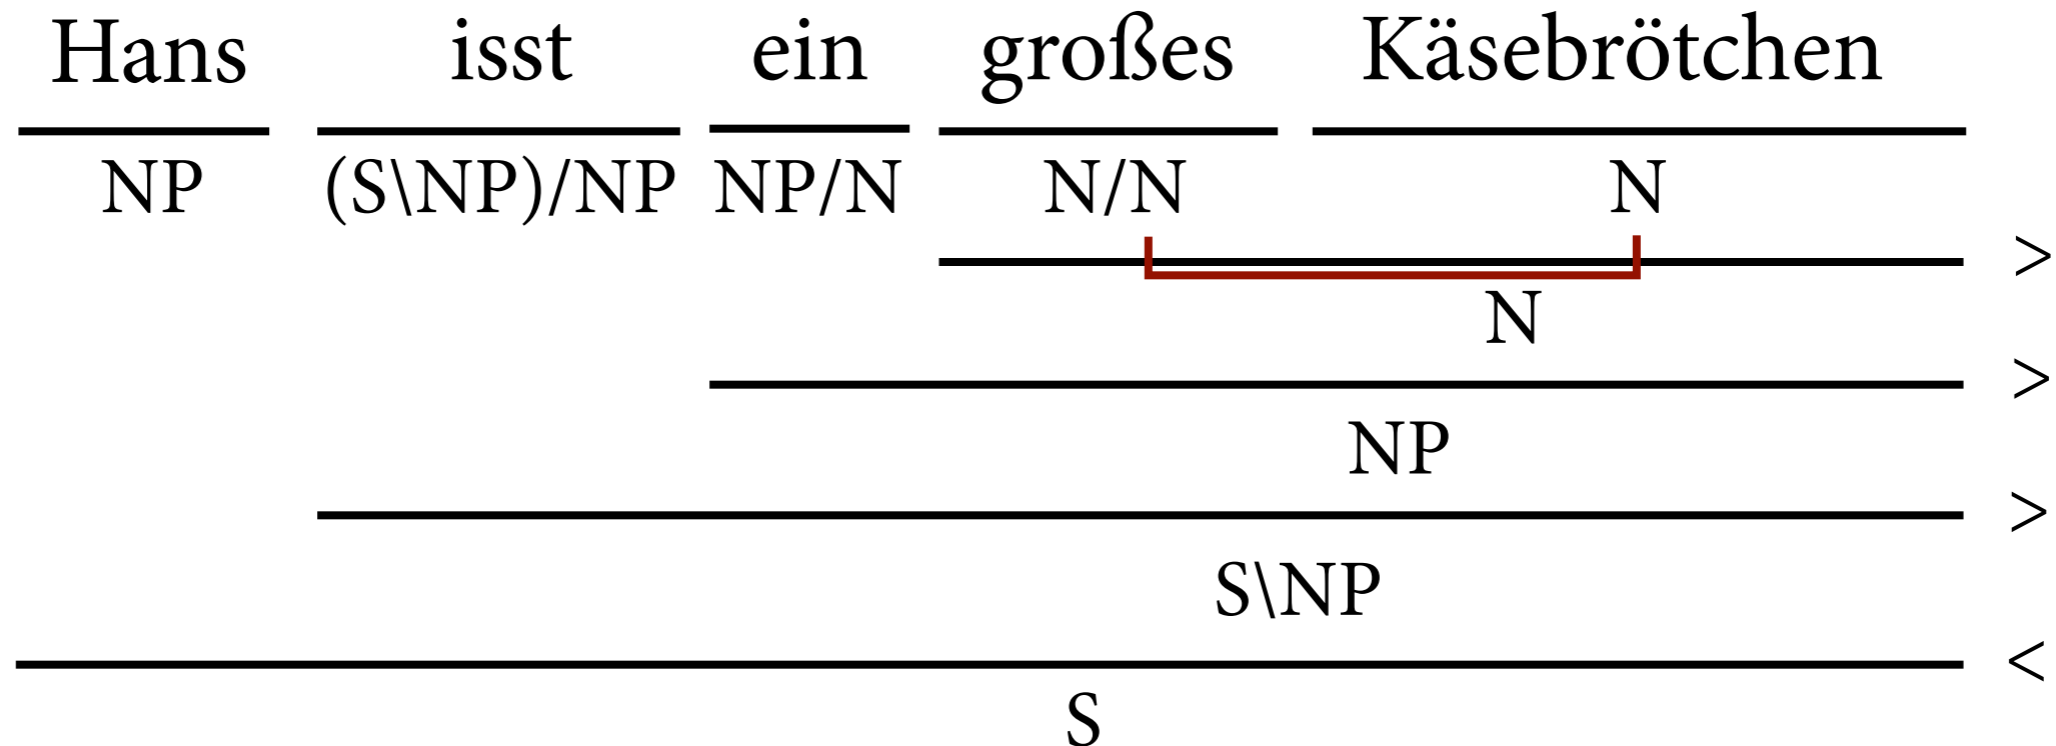 Hans isst ein großes Käsebrötchen
NP (S\NP)/NP NP/N N/N N
>
N
>
NP
>
S\NP
<
S